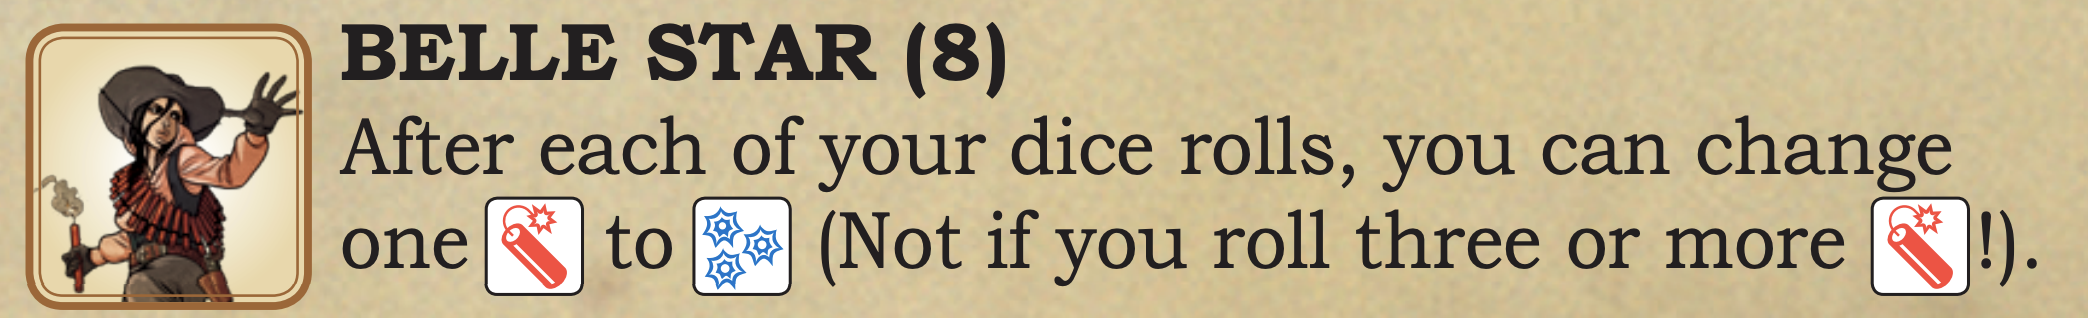 BELLE STAR (8)
After each of your dice rolls, you can change
one to (Not if you roll three or more !).